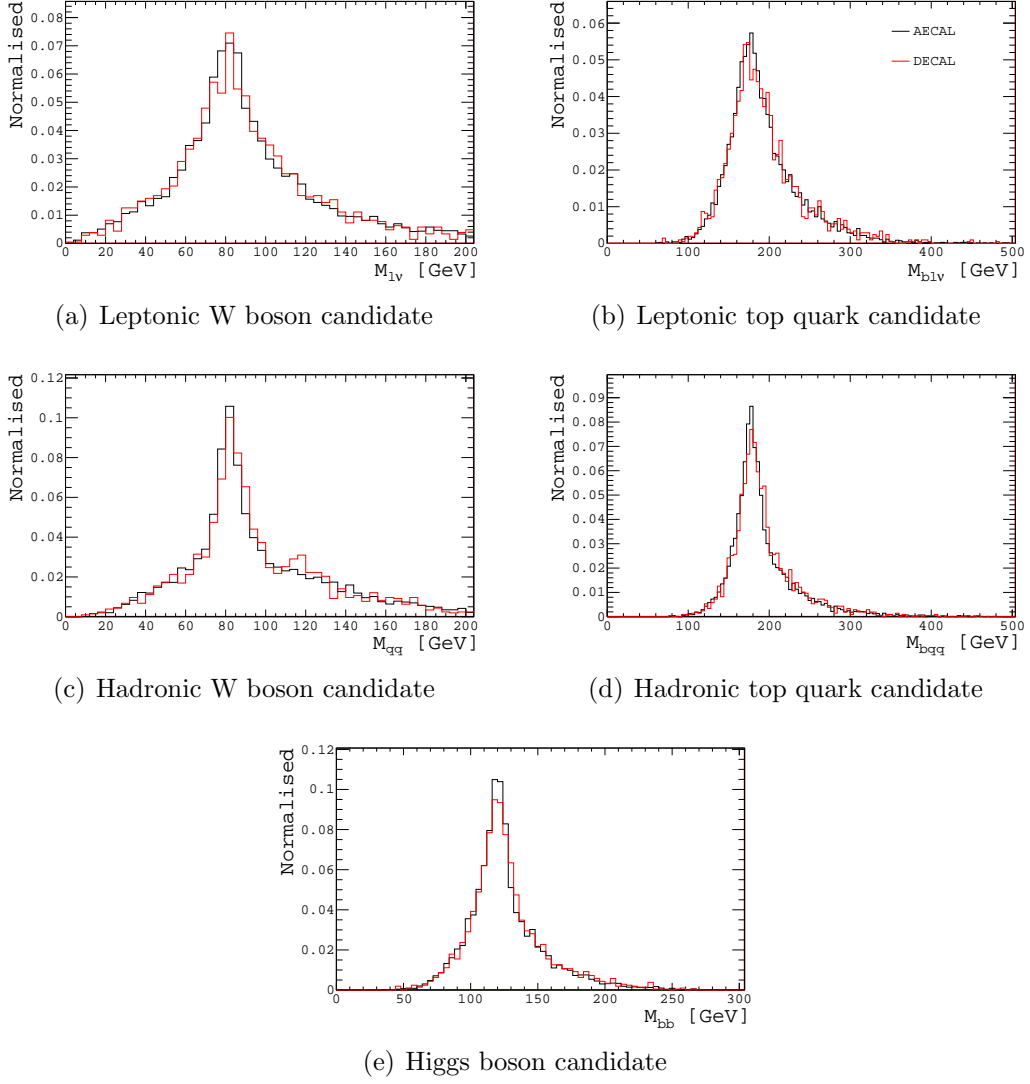 Normalised
0.08
0.07
0.06
0.05
0.04
0.03
0.02
0.01
0
0 20 40 60 80 100 120 140 160 180 200
M_lν [GeV]
(a) Leptonic W boson candidate
Normalised
0.06
0.05
0.04
0.03
0.02
0.01
0
0 100 200 300 400 500
M_blν [GeV]
AECAL
DECAL
(b) Leptonic top quark candidate
Normalised
0.12
0.1
0.08
0.06
0.04
0.02
0
0 20 40 60 80 100 120 140 160 180 200
M_qq [GeV]
(c) Hadronic W boson candidate
Normalised
0.09
0.08
0.07
0.06
0.05
0.04
0.03
0.02
0.01
0
0 100 200 300 400 500
M_bqq [GeV]
(d) Hadronic top quark candidate
Normalised
0.12
0.1
0.08
0.06
0.04
0.02
0
0 50 100 150 200 250 300
M_bb [GeV]
(e) Higgs boson candidate